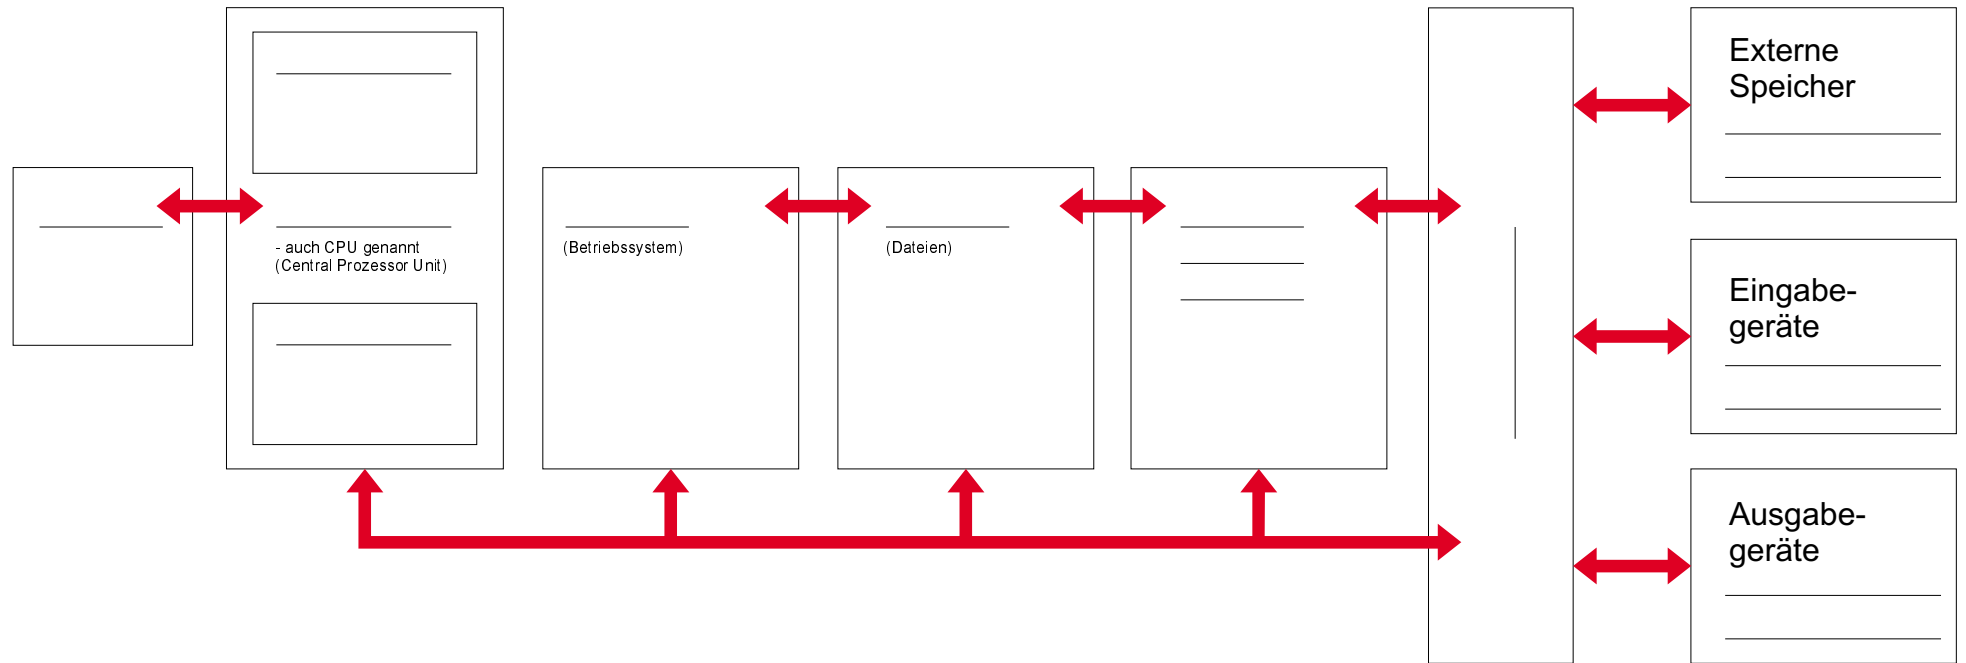 - auch CPU genannt
(Central Prozessor Unit)
(Betriebssystem)
(Dateien)
Externe
Speicher
Eingabe-
geräte
Ausgabe-
geräte